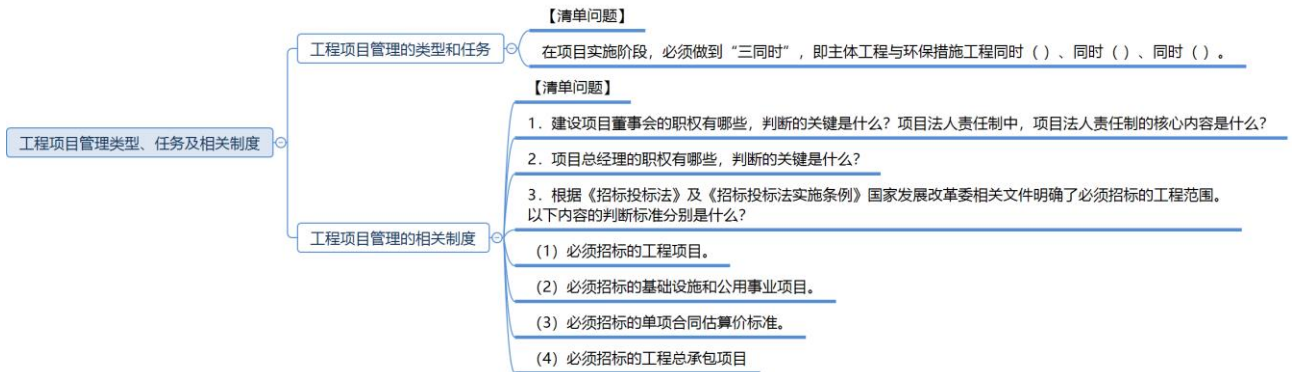 工程项目管理类型、任务及相关制度
工程项目管理的类型和任务
【清单问题】
在项目实施阶段，必须做到“三同时”，即主体工程与环保措施工程同时（ ）、同时（ ）、同时（ ）。
工程项目管理的相关制度
【清单问题】
1．建设项目董事会的职权有哪些，判断的关键是什么？项目法人责任制中，项目法人责任制的核心内容是什么？
2．项目总经理的职权有哪些，判断的关键是什么？
3．根据《招标投标法》及《招标投标法实施条例》国家发展改革委相关文件明确了必须招标的工程范围。
以下内容的判断标准分别是什么？
（1）必须招标的工程项目。
（2）必须招标的基础设施和公用事业项目。
（3）必须招标的单项合同估算价标准。
（4）必须招标的工程总承包项目